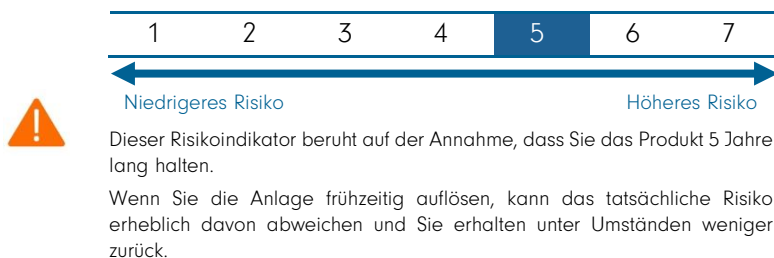 1 2 3 4 5 6 7
Niedrigeres Risiko Höheres Risiko
Dieser Risikoindikator beruht auf der Annahme, dass Sie das Produkt 5 Jahre
lang halten.
Wenn Sie die Anlage frühzeitig auflösen, kann das tatsächliche Risiko
erheblich davon abweichen und Sie erhalten unter Umständen weniger
zurück.